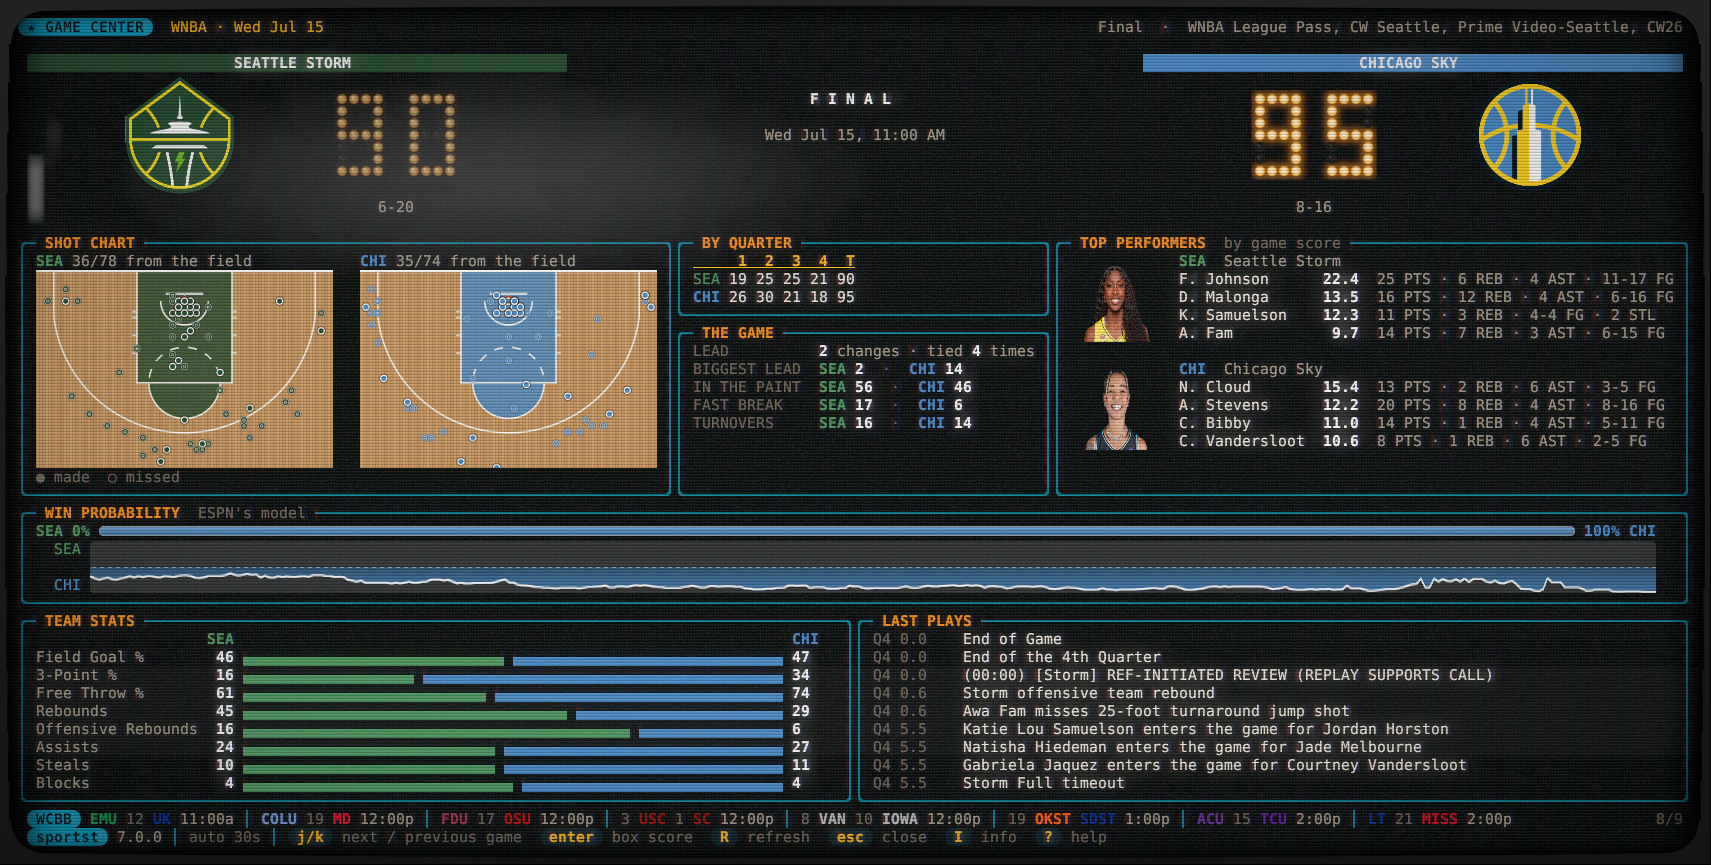 ★ GAME CENTER WNBA · Wed Jul 15 Final · WNBA League Pass, CW Seattle, Prime Video-Seattle, CW26
SEATTLE STORM CHICAGO SKY
90 FINAL 95
Wed Jul 15, 11:00 AM
6-20 8-16
SHOT CHART
SEA 36/78 from the field CHI 35/74 from the field
made missed
BY QUARTER
1 2 3 4 T
SEA 19 25 25 21 90
CHI 26 30 21 18 95
THE GAME
LEAD 2 changes · tied 4 times
BIGGEST LEAD SEA 2 · CHI 14
IN THE PAINT SEA 56 · CHI 46
FAST BREAK SEA 17 · CHI 6
TURNOVERS SEA 16 · CHI 14
TOP PERFORMERS by game score
SEA Seattle Storm
F. Johnson 22.4 25 PTS · 6 REB · 4 AST · 11-17 FG
D. Malonga 13.5 16 PTS · 12 REB · 4 AST · 6-16 FG
K. Samuelson 12.3 11 PTS · 3 REB · 4-4 FG · 2 STL
A. Fam 9.7 14 PTS · 7 REB · 3 AST · 6-15 FG
CHI Chicago Sky
N. Cloud 15.4 13 PTS · 2 REB · 6 AST · 3-5 FG
A. Stevens 12.2 20 PTS · 8 REB · 4 AST · 8-16 FG
C. Bibby 11.0 14 PTS · 1 REB · 4 AST · 5-11 FG
C. Vandersloot 10.6 8 PTS · 1 REB · 6 AST · 2-5 FG
WIN PROBABILITY ESPN's model
SEA 0% 100% CHI
SEA
CHI
TEAM STATS
SEA CHI
Field Goal % 46 47
3-Point % 16 34
Free Throw % 61 74
Rebounds 45 29
Offensive Rebounds 16 6
Assists 24 27
Steals 10 11
Blocks 4 4
LAST PLAYS
Q4 0.0 End of Game
Q4 0.0 End of the 4th Quarter
Q4 0.0 (00:00) [Storm] REF-INITIATED REVIEW (REPLAY SUPPORTS CALL)
Q4 0.6 Storm offensive team rebound
Q4 0.6 Awa Fam misses 25-foot turnaround jump shot
Q4 5.5 Katie Lou Samuelson enters the game for Jordan Horston
Q4 5.5 Natisha Hiedeman enters the game for Jade Melbourne
Q4 5.5 Gabriela Jaquez enters the game for Courtney Vandersloot
Q4 5.5 Storm Full timeout
WCBB EMU 12 UK 11:00a | COLU 19 MD 12:00p | FDU 17 OSU 12:00p | 3 USC 1 SC 12:00p | 8 VAN 10 IOWA 12:00p | 19 OKST SDST 1:00p | ACU 15 TCU 2:00p | LT 21 MISS 2:00p 8/9
sportst 7.0.0 | auto 30s | j/k next / previous game enter box score R refresh esc close I info ? help